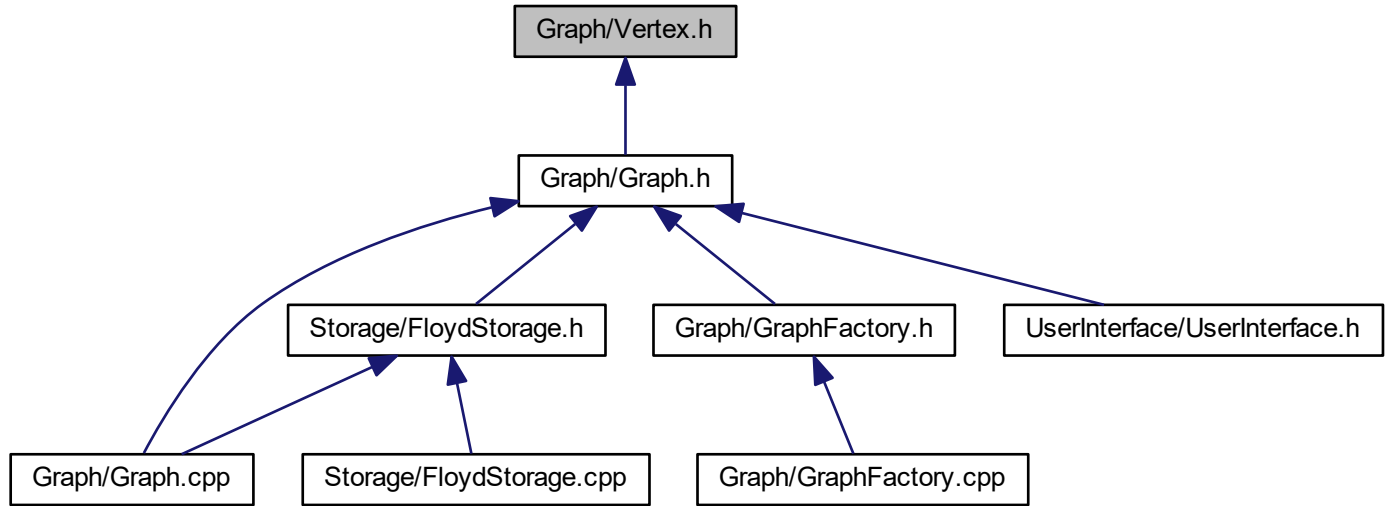 Graph/Vertex.h
Graph/Graph.h
Storage/FloydStorage.h
Graph/GraphFactory.h
UserInterface/UserInterface.h
Graph/Graph.cpp
Storage/FloydStorage.cpp
Graph/GraphFactory.cpp